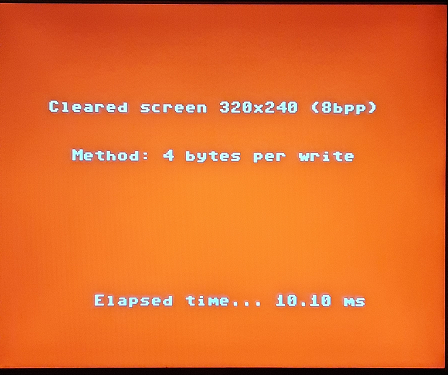 Cleared screen 320x240 (8bpp)
Method: 4 bytes per write
Elapsed time... 10.10 ms